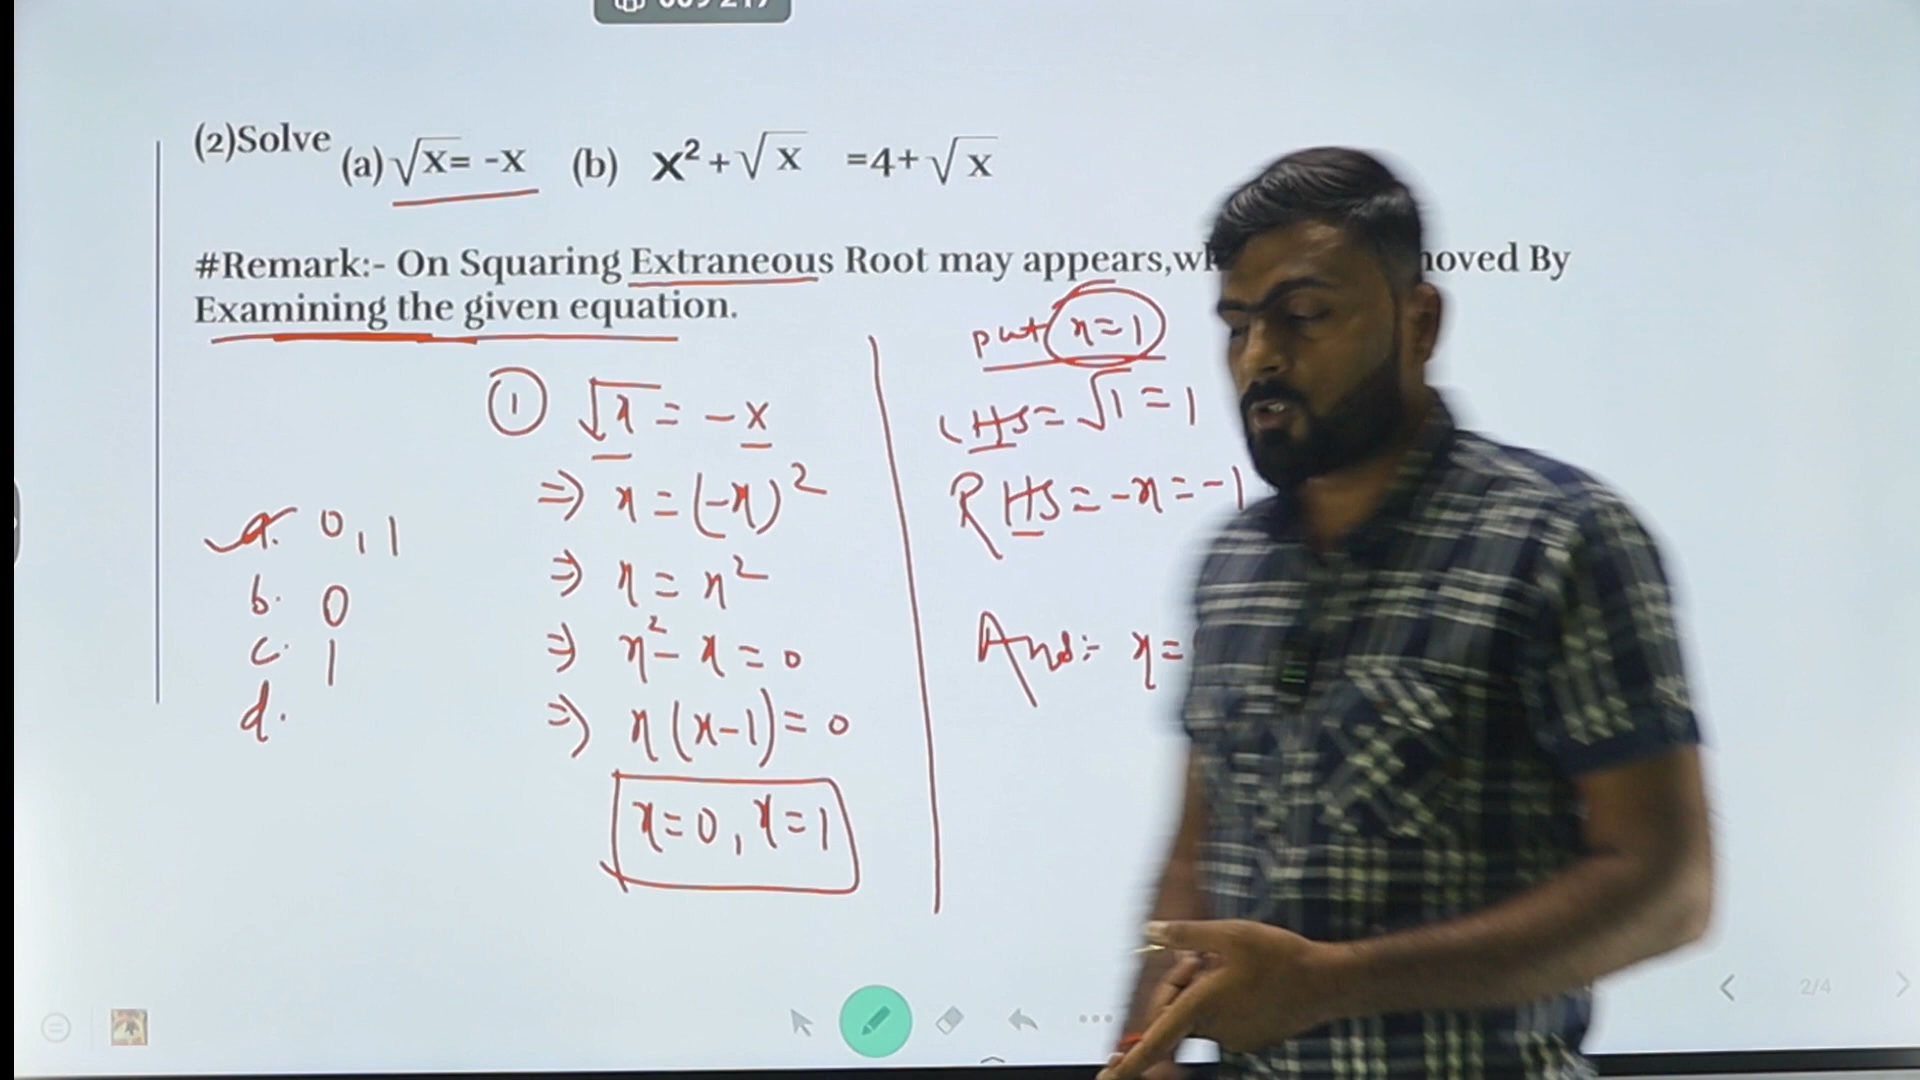 (2)Solve (a) √x= -x (b) x²+√x =4+√x
#Remark:- On Squaring Extraneous Root may appears, moved By
Examining the given equation.
① √x = -x
⇒ x = (-x)²
⇒ x = x²
⇒ x² - x = 0
⇒ x(x-1) = 0
x=0, x=1
a. 0,1
b. 0
c. 1
d.
put x=1
LHS = √1 = 1
RHS = -x = -1
Ans:- x=
2/4